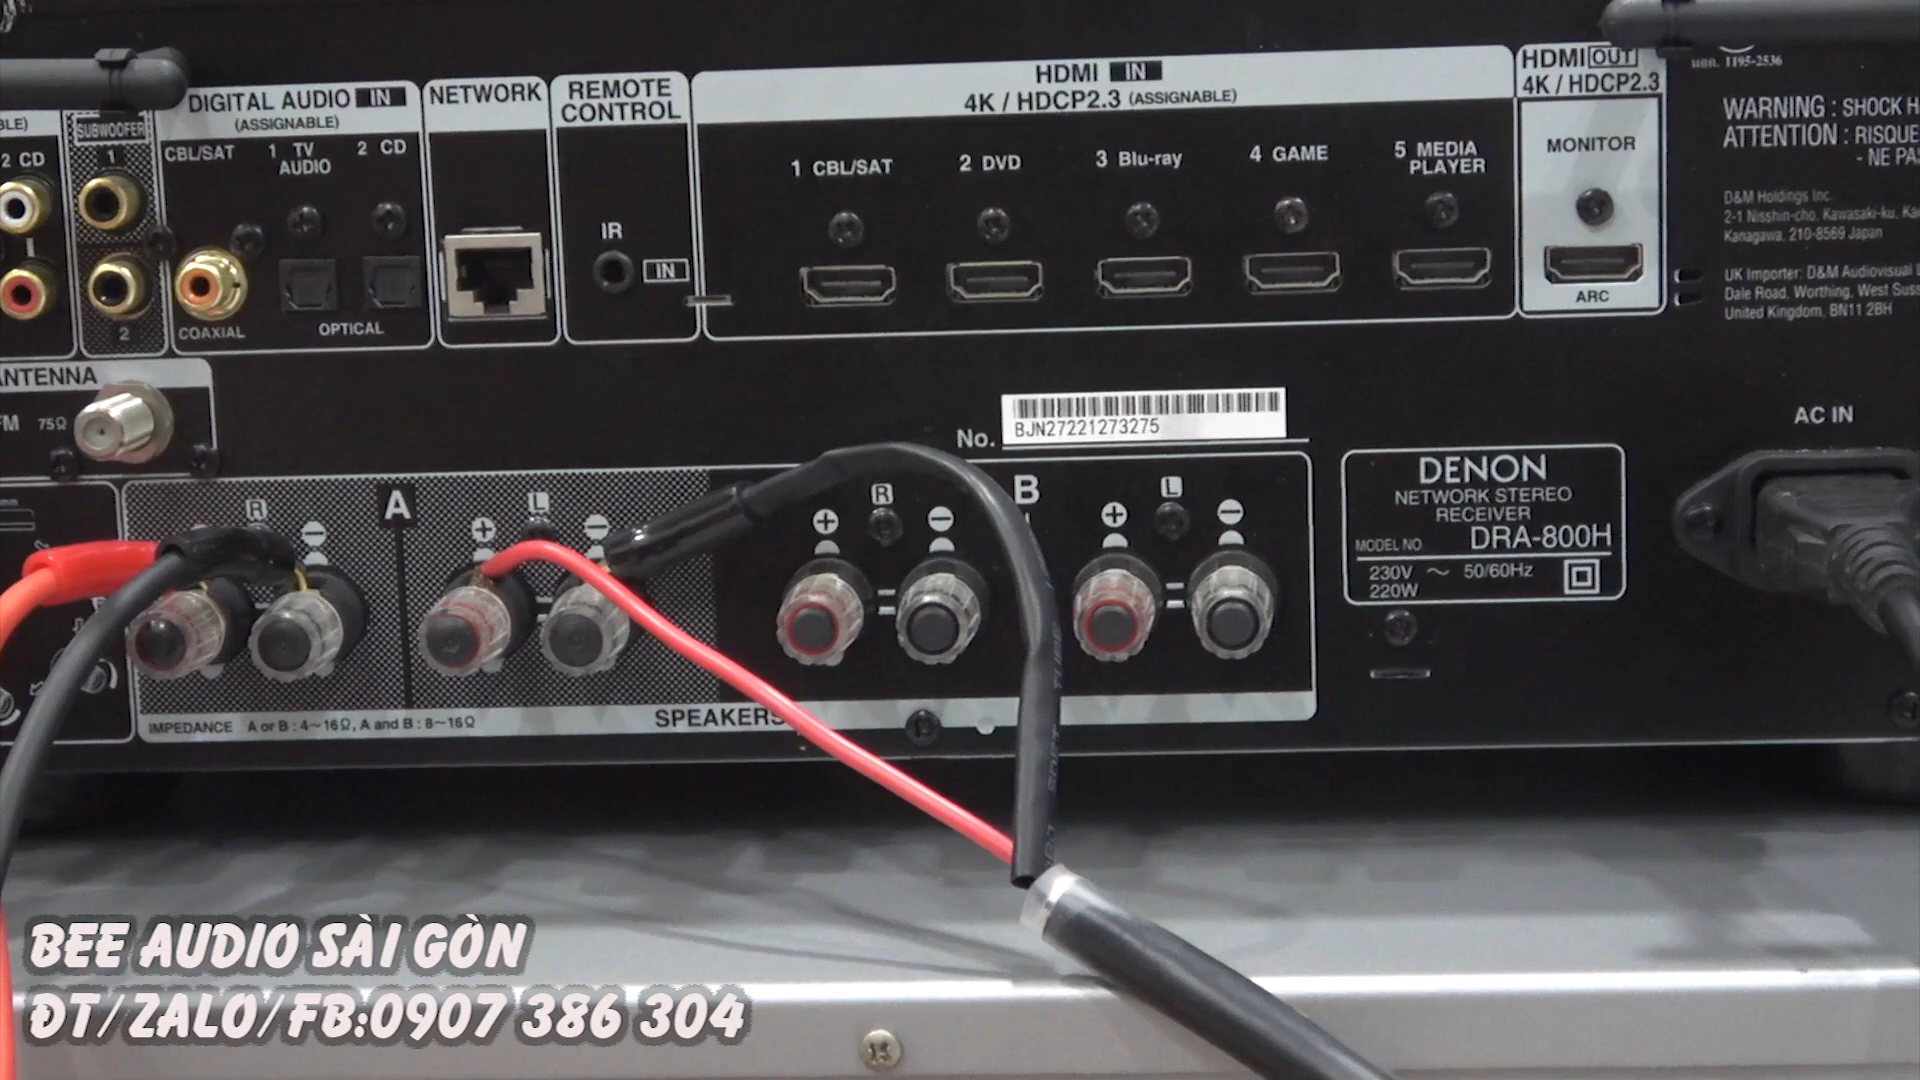 DIGITAL AUDIO IN
(ASSIGNABLE)
NETWORK
REMOTE
CONTROL
HDMI IN
4K / HDCP2.3 (ASSIGNABLE)
HDMI OUT
4K / HDCP2.3
1195-2536
2 CD
SUBWOOFER
1
2
CBL/SAT
1 TV
AUDIO
2 CD
COAXIAL
OPTICAL
IR
IN
1 CBL/SAT
2 DVD
3 Blu-ray
4 GAME
5 MEDIA
PLAYER
MONITOR
ARC
WARNING : SHOCK
ATTENTION : RISQUE
- NE
D&M Holdings Inc.
2-1 Nisshin-cho, Kawasaki-ku,
Kanagawa, 210-8569 Japan
UK Importer: D&M Audiovisual
Dale Road, Worthing, West
United Kingdom, BN11 2BH
75Ω
No. BJN27221273275
AC IN
R
A
L
R
B
L
+ −
+ −
+ −
DENON
NETWORK STEREO
RECEIVER
MODEL NO. DRA-800H
230V ~ 50/60Hz
220W
IMPEDANCE A or B : 4~16Ω, A and B : 8~16Ω
SPEAKERS
BEE AUDIO SÀI GÒN
ĐT/ZALO/FB:0907 386 304